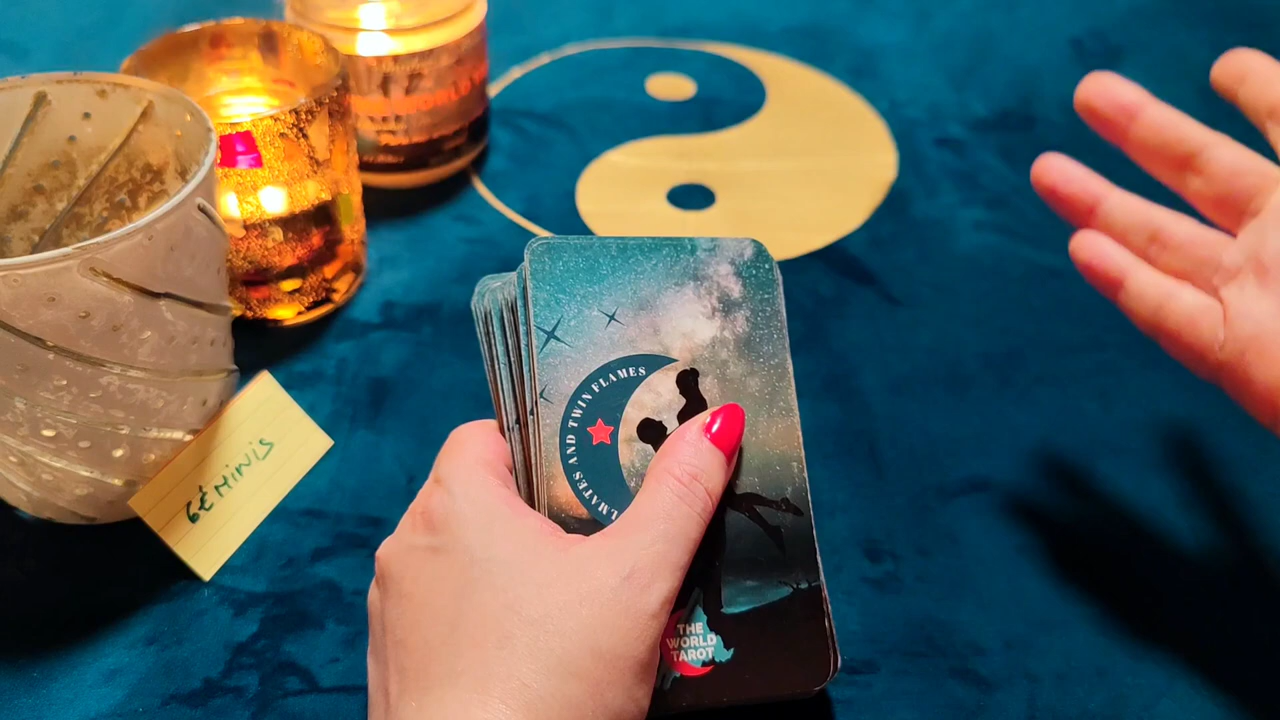 GÉMINIS
LMATES AND TWIN FLAMES
THE
WORLD
TAROT